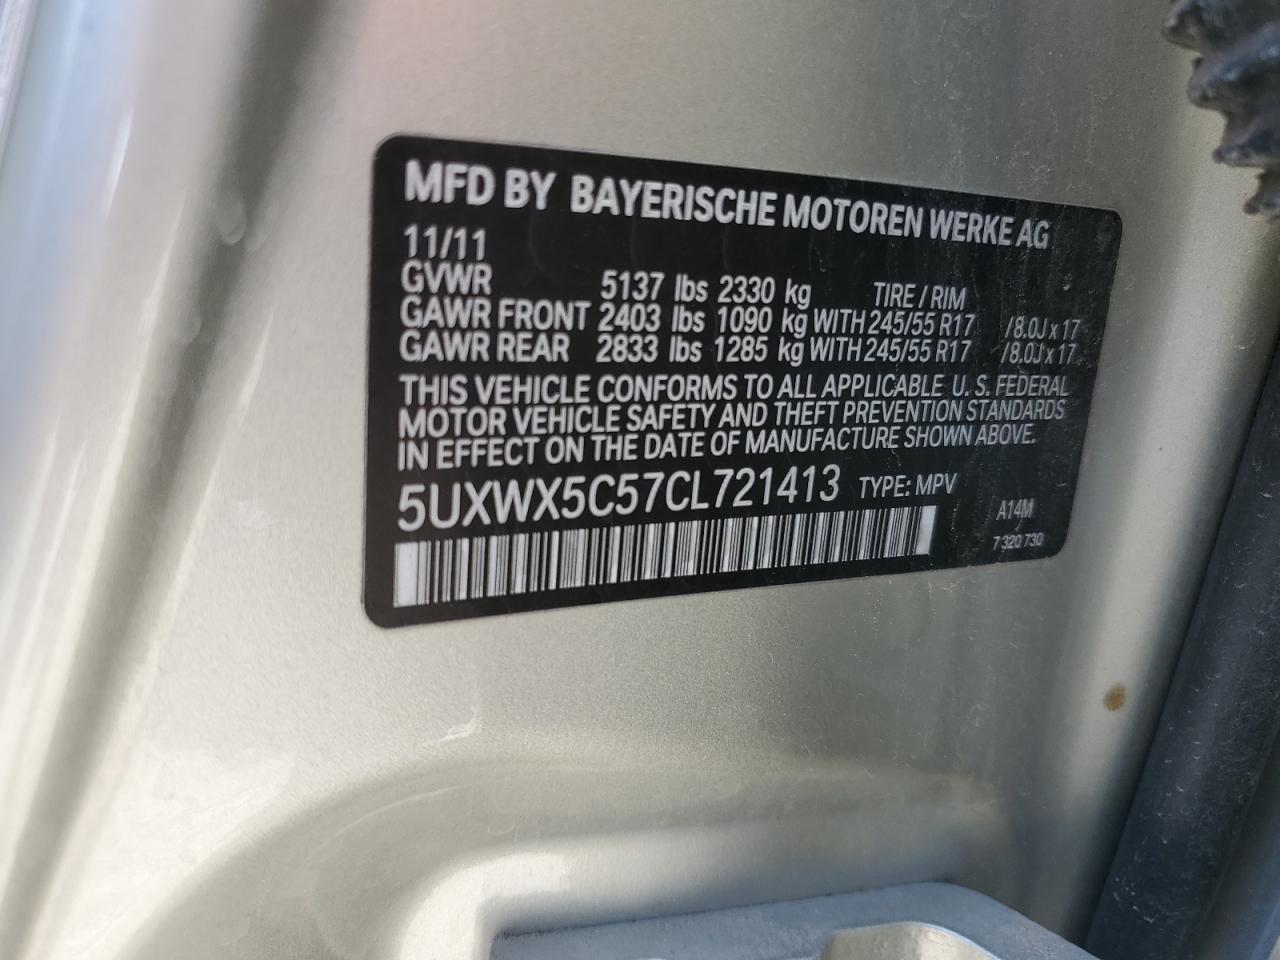 MFD BY BAYERISCHE MOTOREN WERKE AG
11/11
GVWR 5137 lbs 2330 kg TIRE / RIM
GAWR FRONT 2403 lbs 1090 kg WITH 245/55 R17 /8.0J x 17
GAWR REAR 2833 lbs 1285 kg WITH 245/55 R17 /8.0J x 17
THIS VEHICLE CONFORMS TO ALL APPLICABLE U. S. FEDERAL
MOTOR VEHICLE SAFETY AND THEFT PREVENTION STANDARDS
IN EFFECT ON THE DATE OF MANUFACTURE SHOWN ABOVE.
5UXWX5C57CL721413 TYPE: MPV
A14M
7 320 730